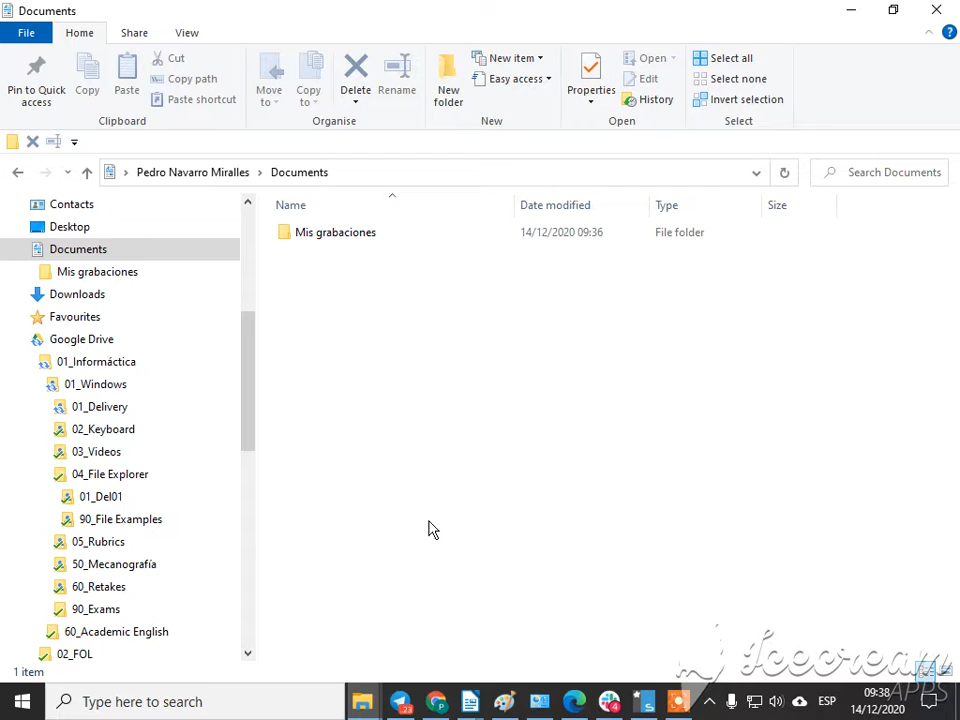 Documents
File Home Share View
Pin to Quick access
Copy
Paste
Cut
Copy path
Paste shortcut
Clipboard
Move to
Copy to
Delete
Rename
Organise
New folder
New item
Easy access
New
Properties
Open
Edit
History
Open
Select all
Select none
Invert selection
Select
Pedro Navarro Miralles > Documents
Search Documents
Name Date modified Type Size
Mis grabaciones 14/12/2020 09:36 File folder
Contacts
Desktop
Documents
Mis grabaciones
Downloads
Favourites
Google Drive
01_Informáctica
01_Windows
01_Delivery
02_Keyboard
03_Videos
04_File Explorer
01_Del01
90_File Examples
05_Rubrics
50_Mecanografía
60_Retakes
90_Exams
60_Academic English
02_FOL
1 item
Icecream
APPS
Type here to search
23
4
ESP
09:38
14/12/2020